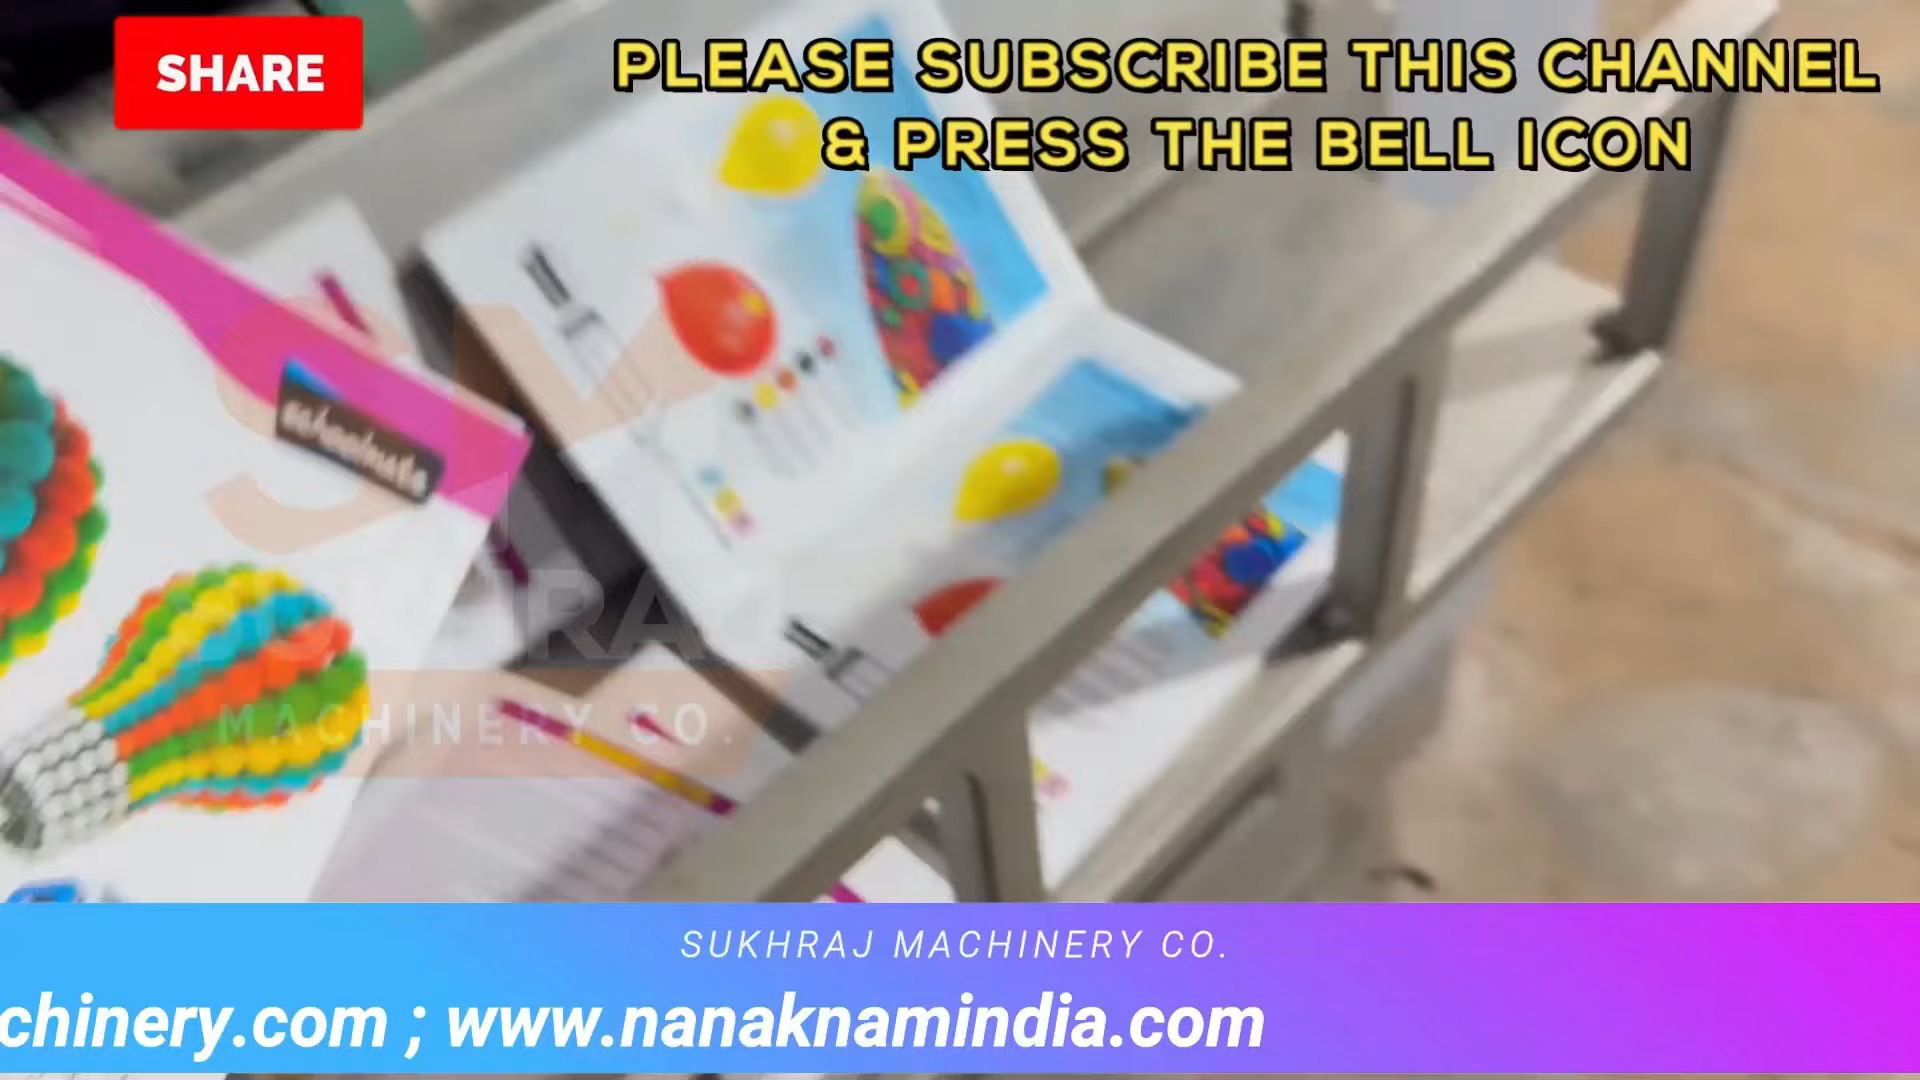 SHARE
PLEASE SUBSCRIBE THIS CHANNEL
& PRESS THE BELL ICON
MACHINERY CO.
SUKHRAJ MACHINERY CO.
chinery.com ; www.nanaknamindia.com